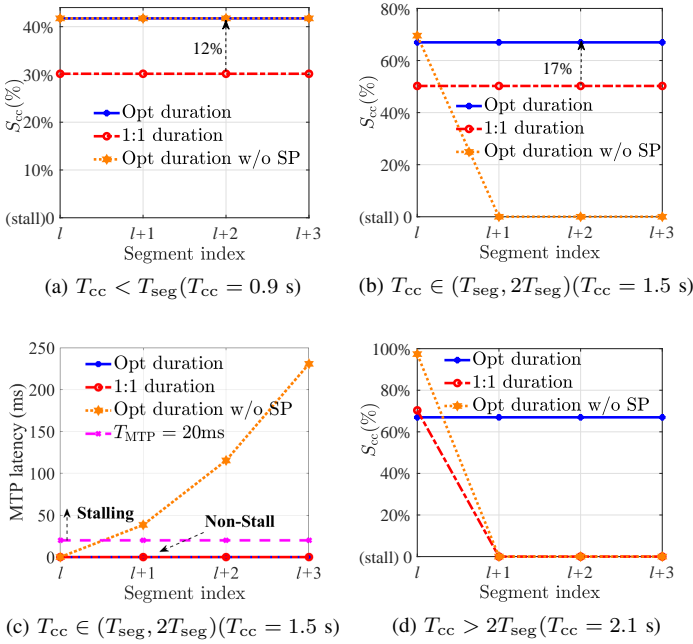 40%
30%
20%
10%
(stall) 0
S_cc(%)
12%
Opt duration
1:1 duration
Opt duration w/o SP
l l+1 l+2 l+3
Segment index
(a) T_cc < T_seg(T_cc = 0.9 s)
80%
60%
40%
20%
(stall) 0
S_cc(%)
17%
Opt duration
1:1 duration
Opt duration w/o SP
l l+1 l+2 l+3
Segment index
(b) T_cc ∈ (T_seg, 2T_seg)(T_cc = 1.5 s)
250
200
150
100
50
0
MTP latency (ms)
Opt duration
1:1 duration
Opt duration w/o SP
T_MTP = 20ms
Stalling
Non-Stall
l l+1 l+2 l+3
Segment index
(c) T_cc ∈ (T_seg, 2T_seg)(T_cc = 1.5 s)
100%
80%
60%
40%
20%
(stall) 0
S_cc(%)
Opt duration
1:1 duration
Opt duration w/o SP
l l+1 l+2 l+3
Segment index
(d) T_cc > 2T_seg(T_cc = 2.1 s)